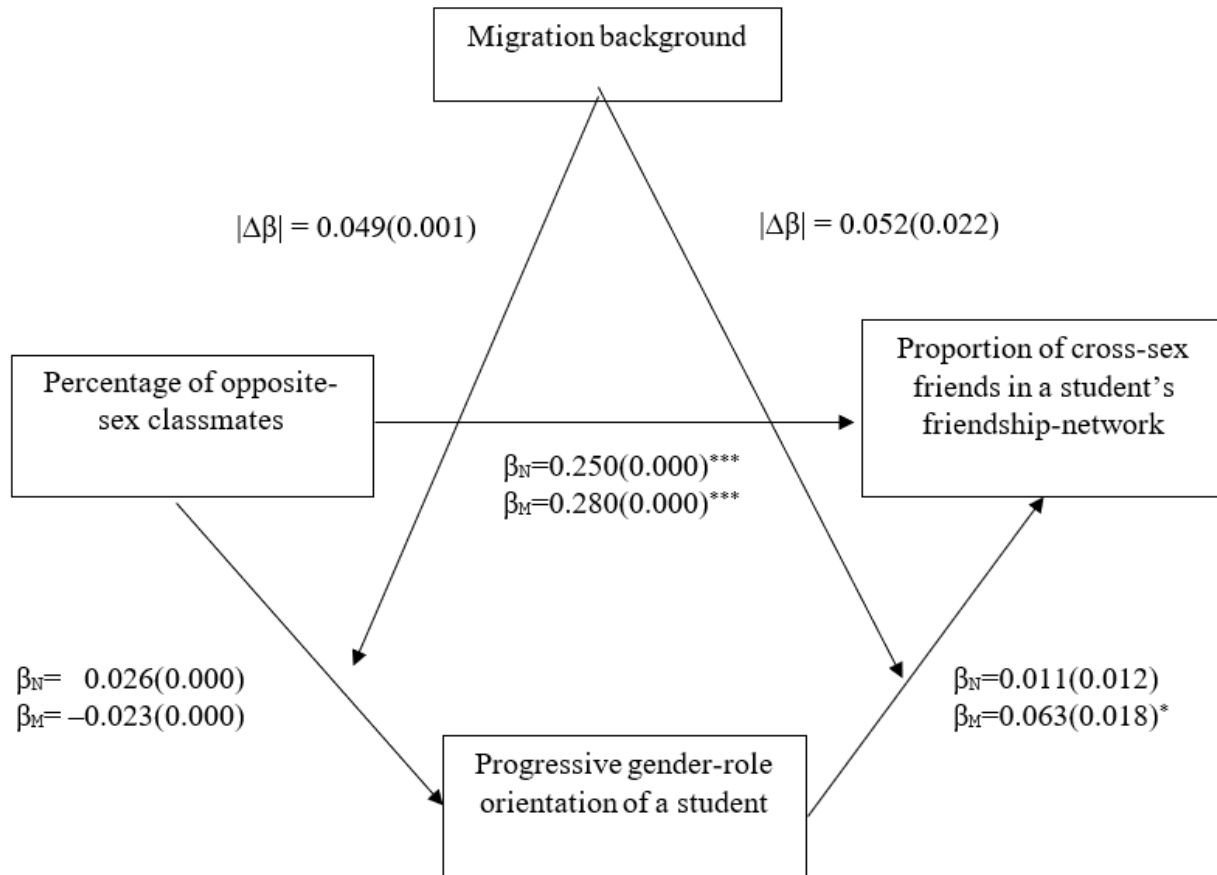 Migration background
|Δβ| = 0.049(0.001)
|Δβ| = 0.052(0.022)
Percentage of opposite-
sex classmates
Proportion of cross-sex
friends in a student’s
friendship-network
βN=0.250(0.000)***
βM=0.280(0.000)***
βN= 0.026(0.000)
βM= –0.023(0.000)
βN=0.011(0.012)
βM=0.063(0.018)*
Progressive gender-role
orientation of a student